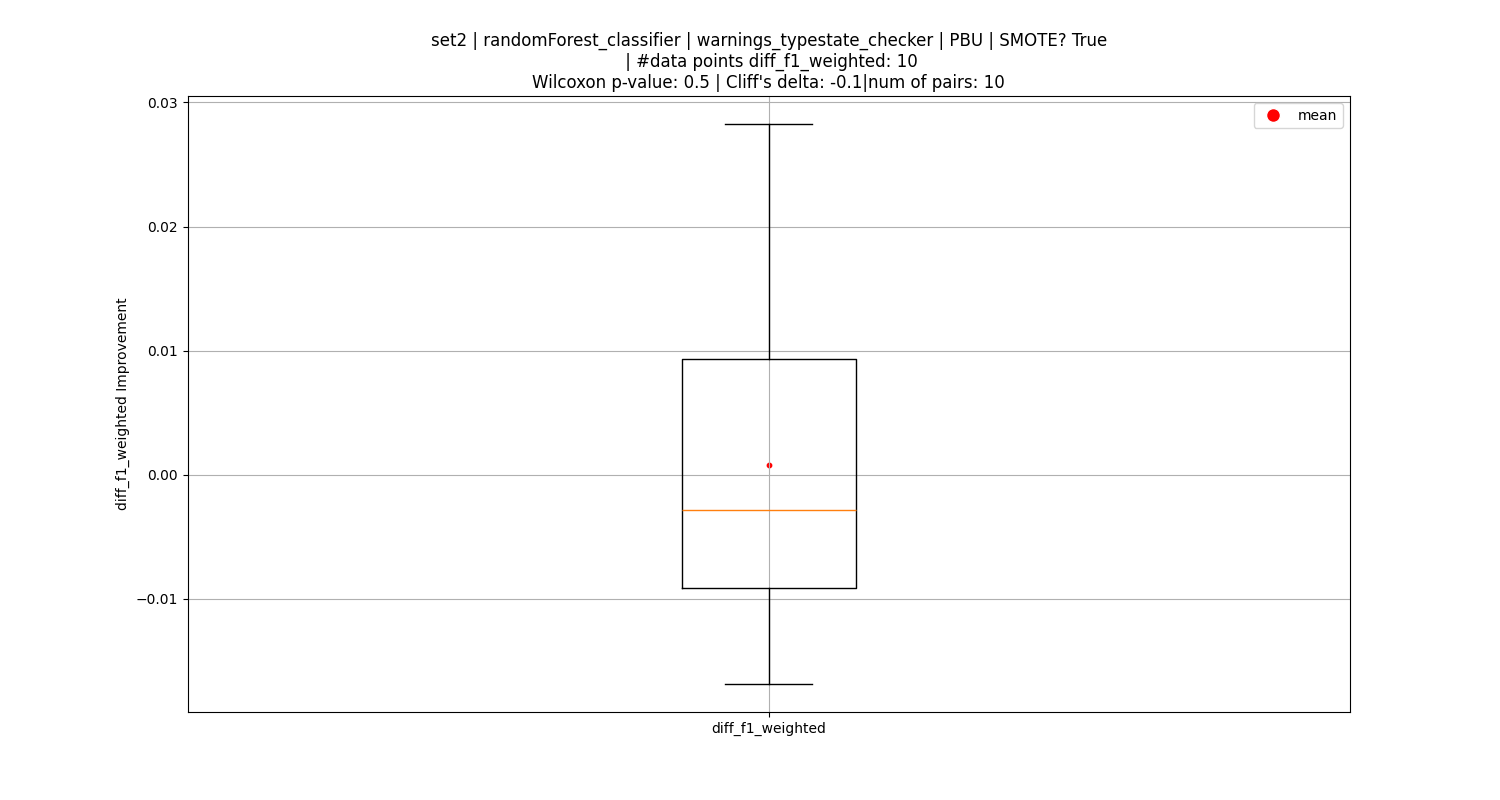 set2 | randomForest_classifier | warnings_typestate_checker | PBU | SMOTE? True
| #data points diff_f1_weighted: 10
Wilcoxon p-value: 0.5 | Cliff's delta: -0.1|num of pairs: 10
mean
0.03
0.02
0.01
0.00
−0.01
diff_f1_weighted Improvement
diff_f1_weighted